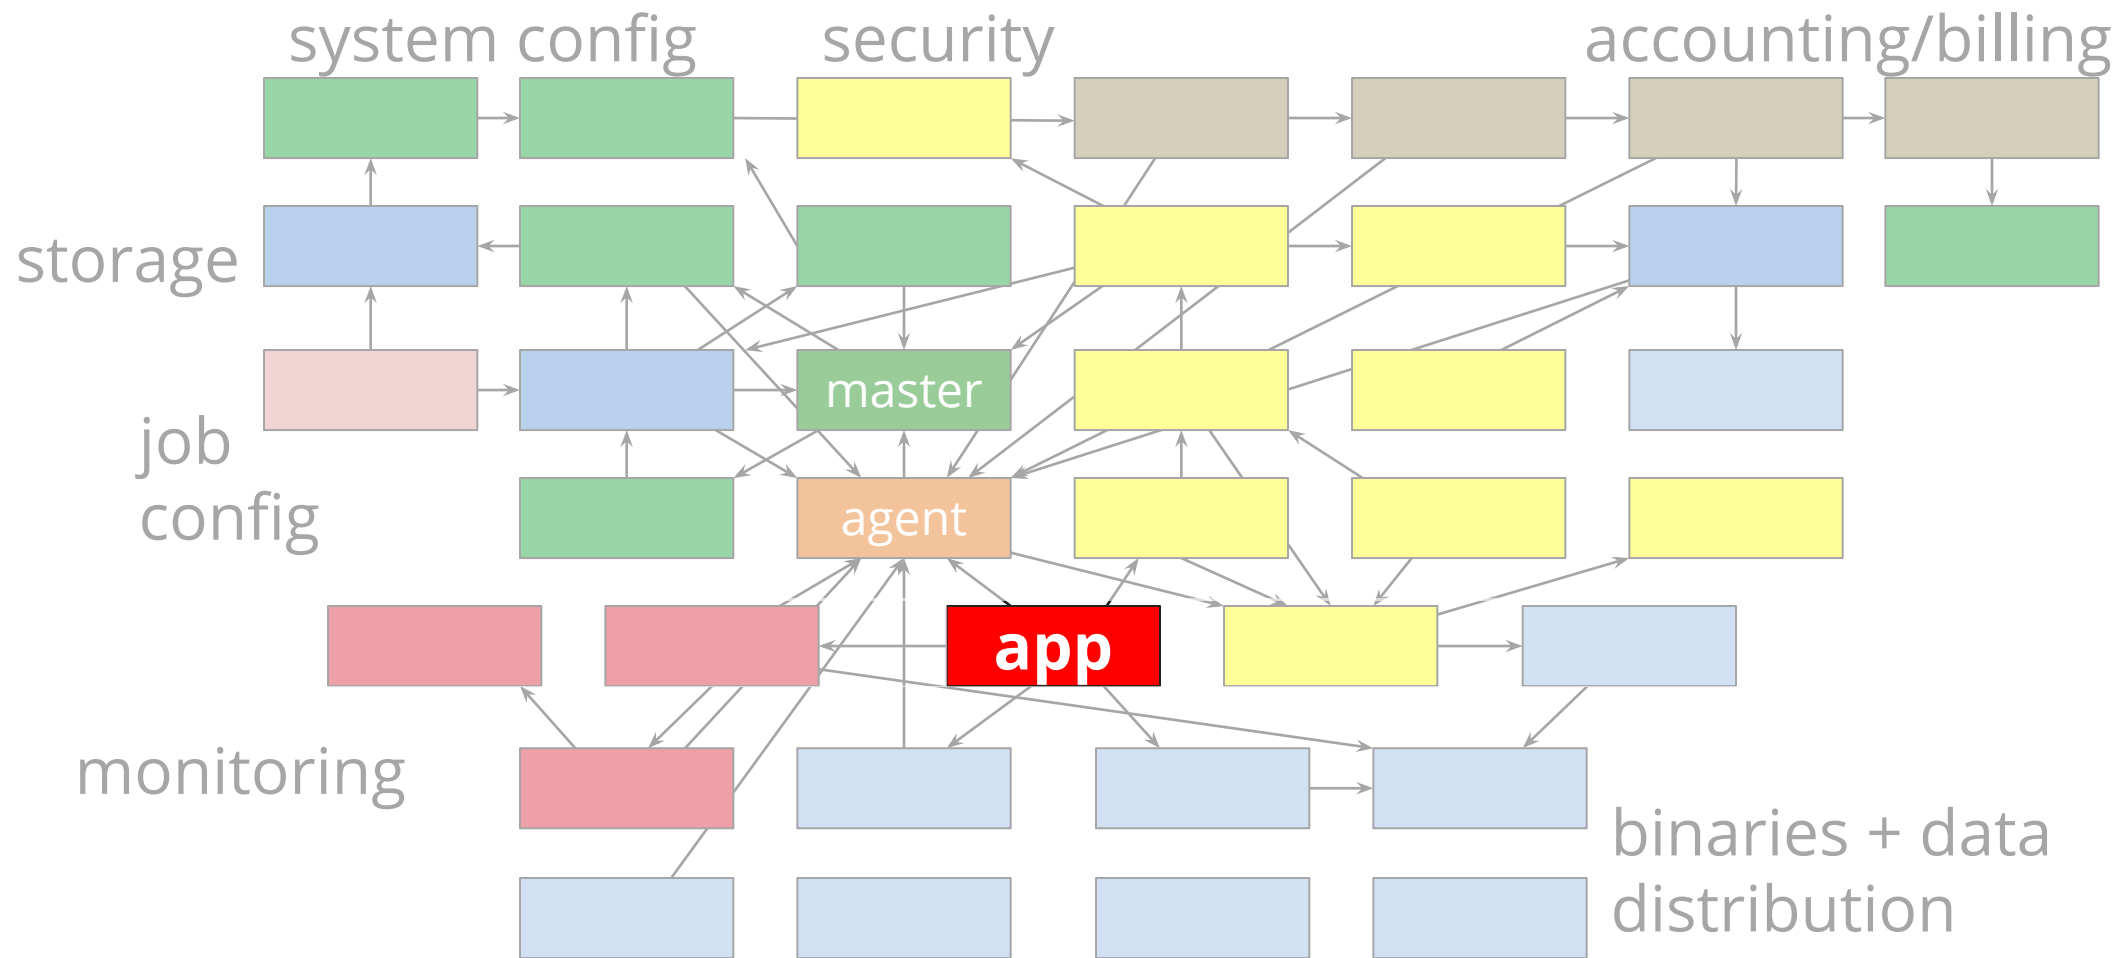 system config
security
accounting/billing
storage
master
job
config
agent
app
monitoring
binaries + data
distribution